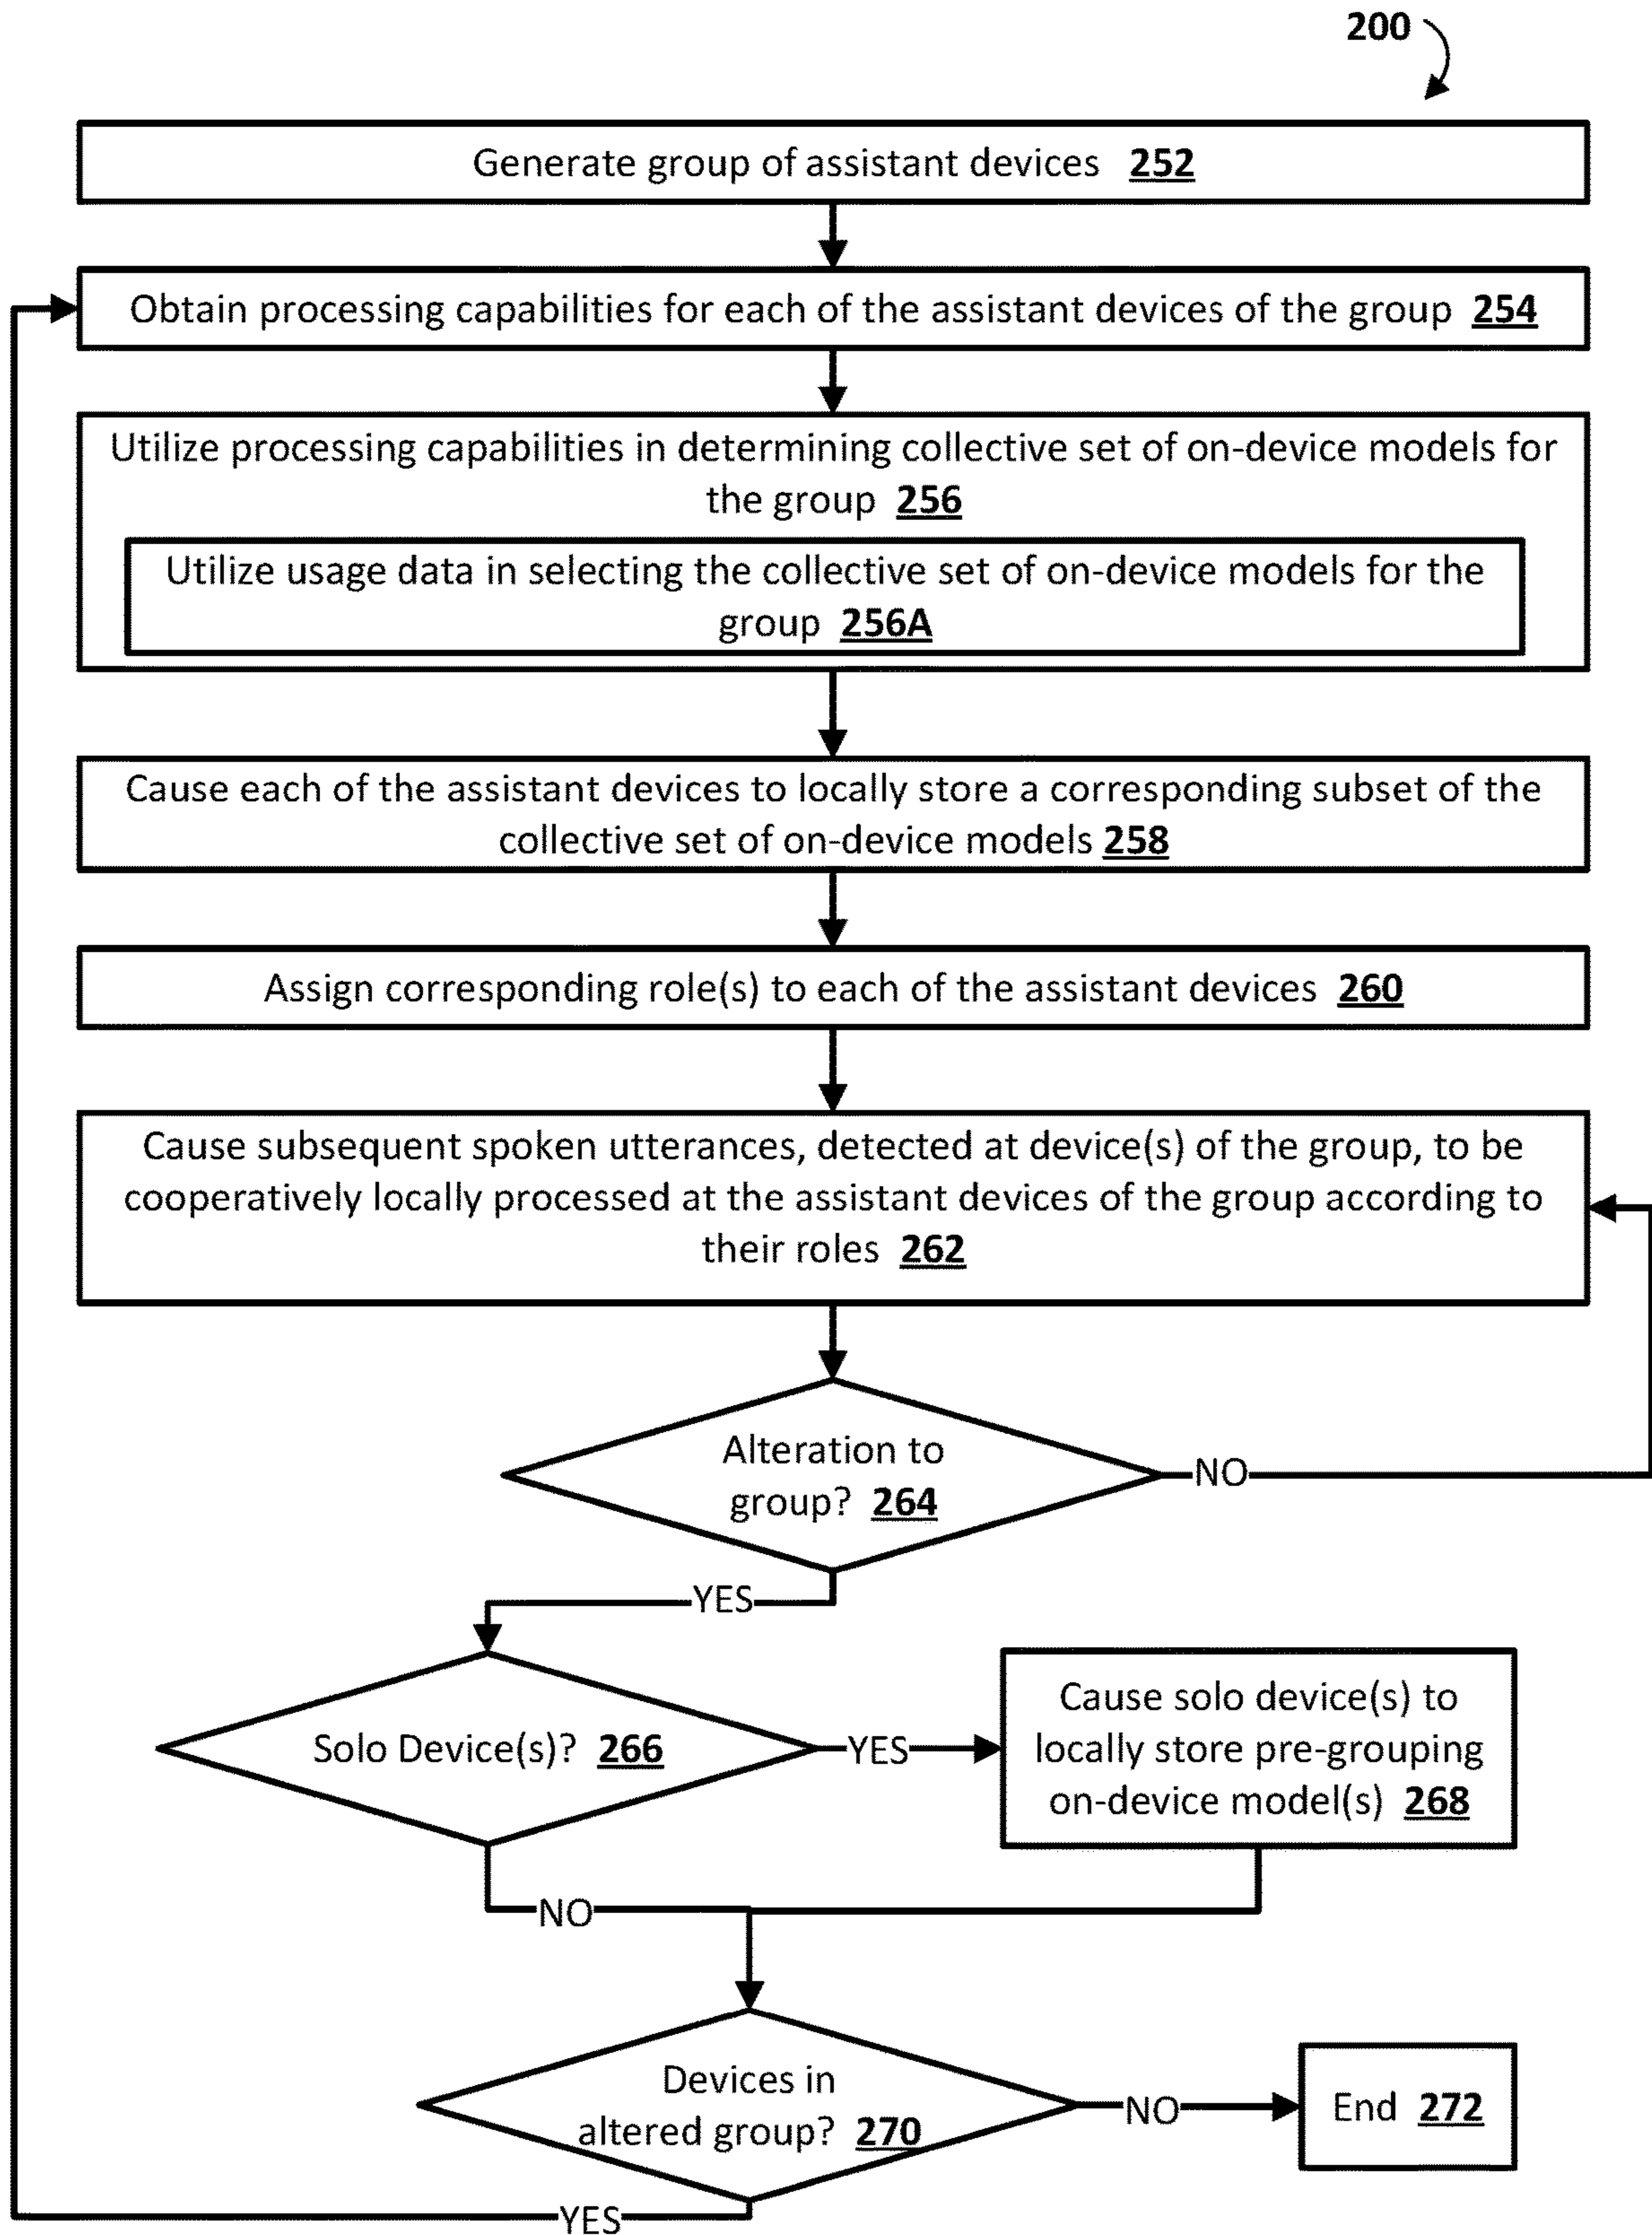 200
Generate group of assistant devices 252
Obtain processing capabilities for each of the assistant devices of the group 254
Utilize processing capabilities in determining collective set of on-device models for
the group 256
Utilize usage data in selecting the collective set of on-device models for the
group 256A
Cause each of the assistant devices to locally store a corresponding subset of the
collective set of on-device models 258
Assign corresponding role(s) to each of the assistant devices 260
Cause subsequent spoken utterances, detected at device(s) of the group, to be
cooperatively locally processed at the assistant devices of the group according to
their roles 262
Alteration to
group? 264
NO
YES
Solo Device(s)? 266
YES
Cause solo device(s) to
locally store pre-grouping
on-device model(s) 268
NO
Devices in
altered group? 270
NO
End 272
YES